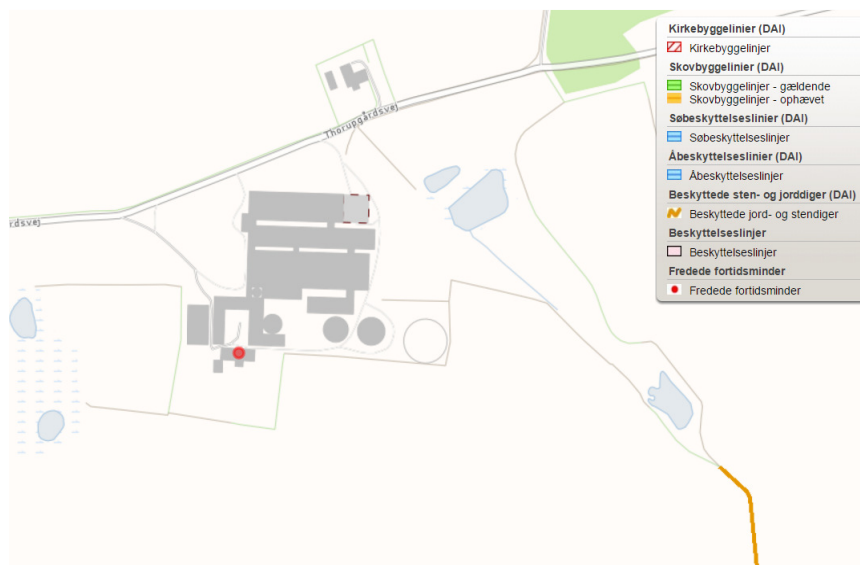 Kirkebyggelinier (DAI)
Kirkebyggelinjer
Skovbyggelinier (DAI)
Skovbyggelinjer - gældende
Skovbyggelinjer - ophævet
Søbeskyttelseslinier (DAI)
Søbeskyttelseslinjer
Åbeskyttelseslinier (DAI)
Åbeskyttelseslinjer
Beskyttede sten- og jorddiger (DAI)
Beskyttede jord- og stendiger
Beskyttelseslinjer
Beskyttelseslinjer
Fredede fortidsminder
Fredede fortidsminder
Thorupgårdsvej
rdsvej